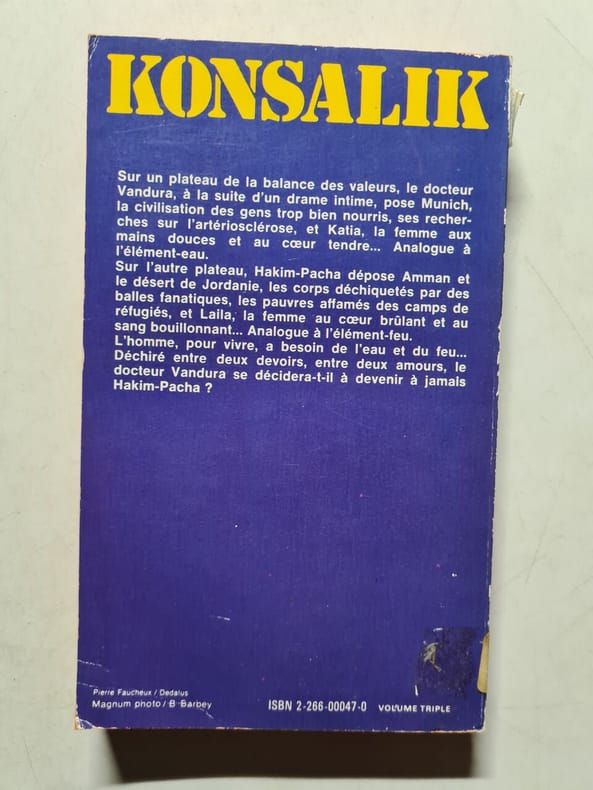 KONSALIK
Sur un plateau de la balance des valeurs, le docteur
Vandura, à la suite d'un drame intime, pose Munich,
la civilisation des gens trop bien nourris, ses recher-
ches sur l'artériosclérose, et Katia, la femme aux
mains douces et au cœur tendre... Analogue à
l'élément-eau.
Sur l'autre plateau, Hakim-Pacha dépose Amman et
le désert de Jordanie, les corps déchiquetés par des
balles fanatiques, les pauvres affamés des camps de
réfugiés, et Laila, la femme au cœur brûlant et au
sang bouillonnant... Analogue à l'élément-feu.
L'homme, pour vivre, a besoin de l'eau et du feu...
Déchiré entre deux devoirs, entre deux amours, le
docteur Vandura se décidera-t-il à devenir à jamais
Hakim-Pacha ?
Pierre Faucheux / Dedalus
Magnum photo / B Barbey
ISBN 2-266-00047-0 VOLUME TRIPLE